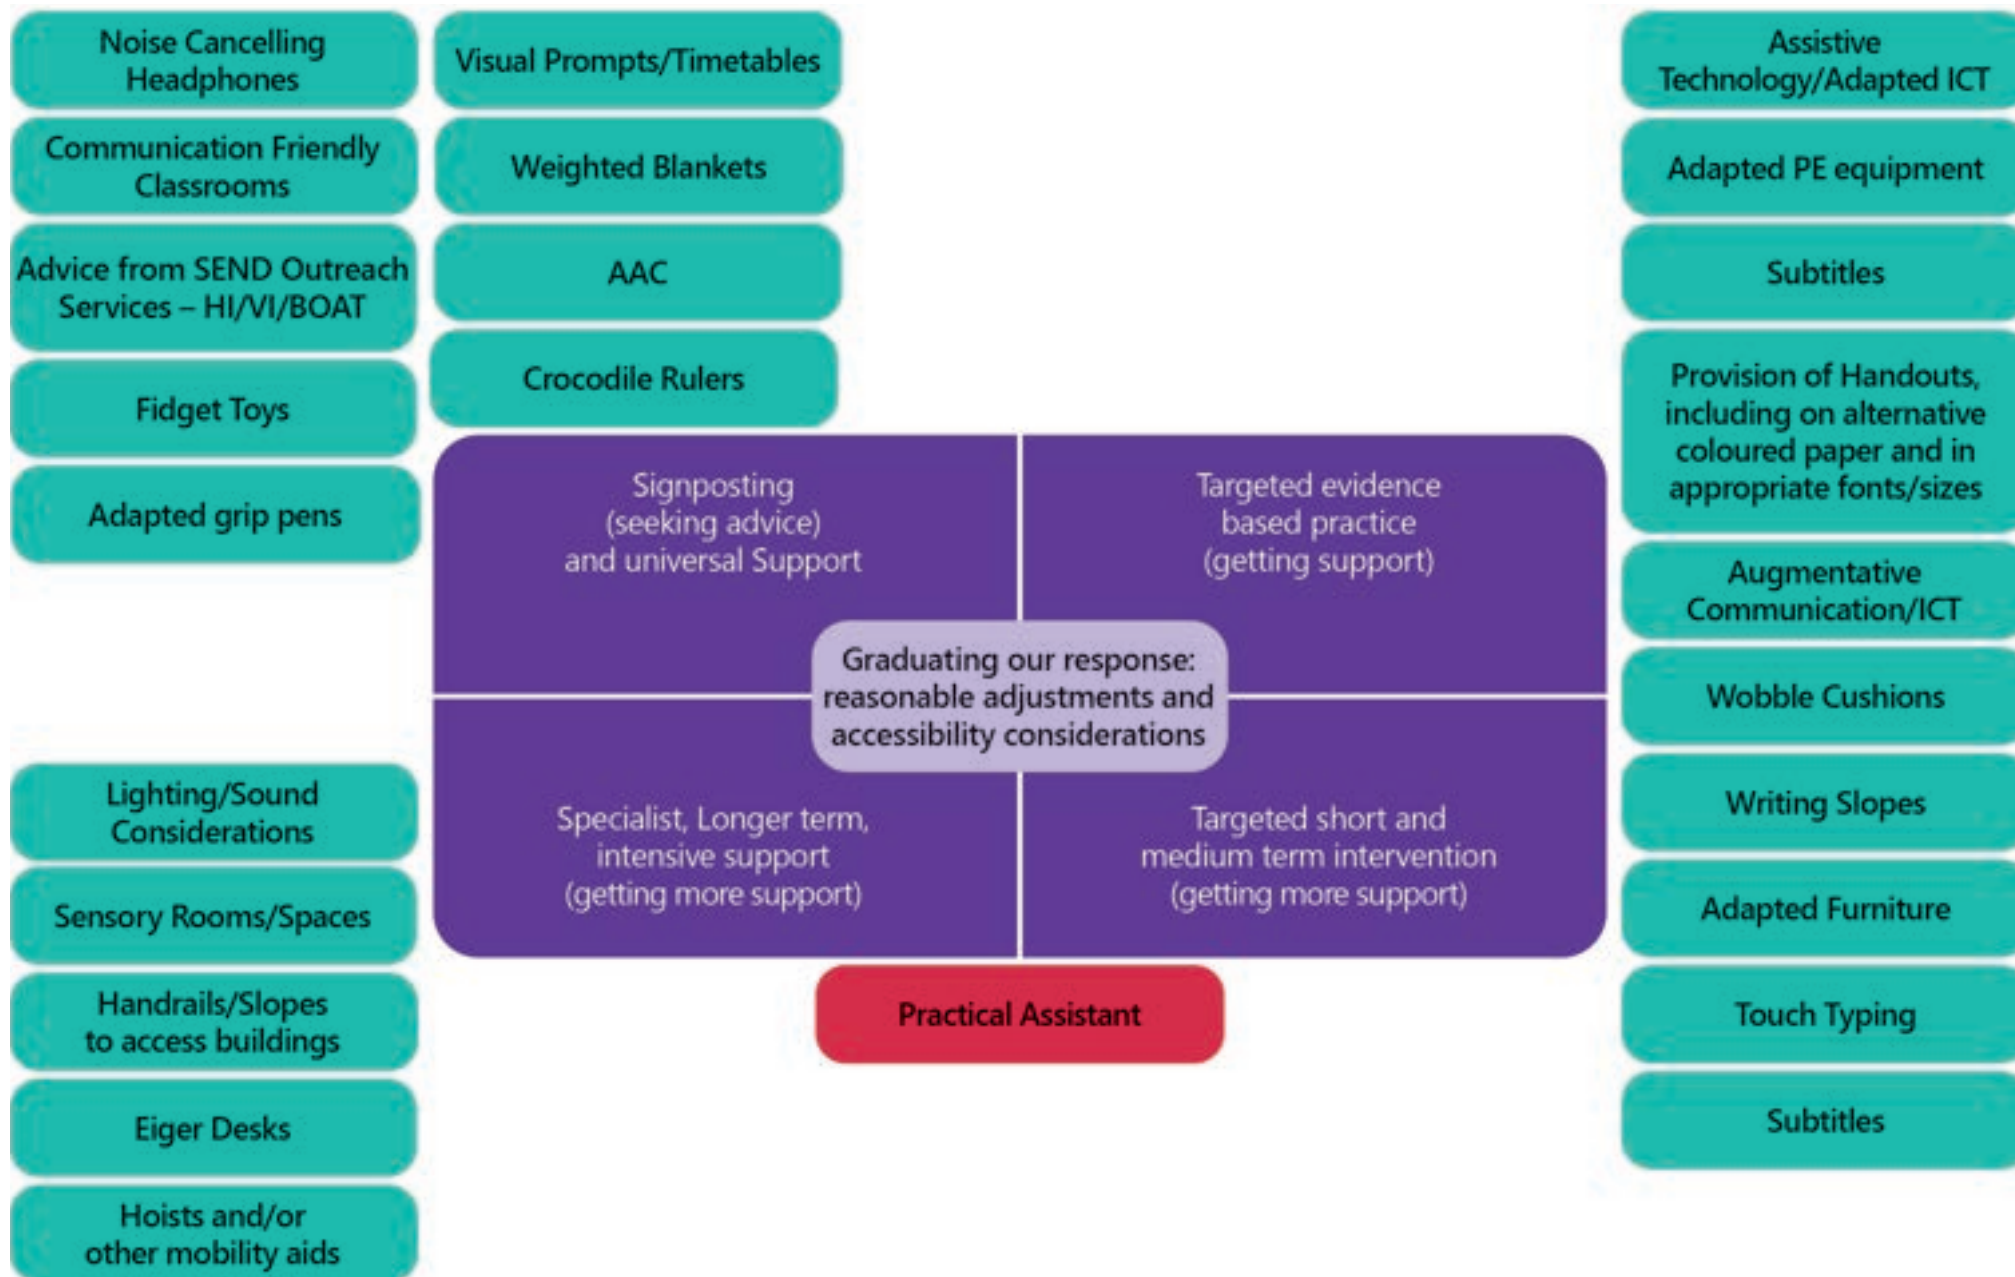 Noise Cancelling
Headphones
Communication Friendly
Classrooms
Advice from SEND Outreach
Services – HI/VI/BOAT
Fidget Toys
Adapted grip pens
Visual Prompts/Timetables
Weighted Blankets
AAC
Crocodile Rulers
Assistive
Technology/Adapted ICT
Adapted PE equipment
Subtitles
Provision of Handouts,
including on alternative
coloured paper and in
appropriate fonts/sizes
Augmentative
Communication/ICT
Wobble Cushions
Writing Slopes
Adapted Furniture
Touch Typing
Subtitles
Signposting
(seeking advice)
and universal Support
Targeted evidence
based practice
(getting support)
Graduating our response:
reasonable adjustments and
accessibility considerations
Specialist, Longer term,
intensive support
(getting more support)
Targeted short and
medium term intervention
(getting more support)
Practical Assistant
Lighting/Sound
Considerations
Sensory Rooms/Spaces
Handrails/Slopes
to access buildings
Eiger Desks
Hoists and/or
other mobility aids